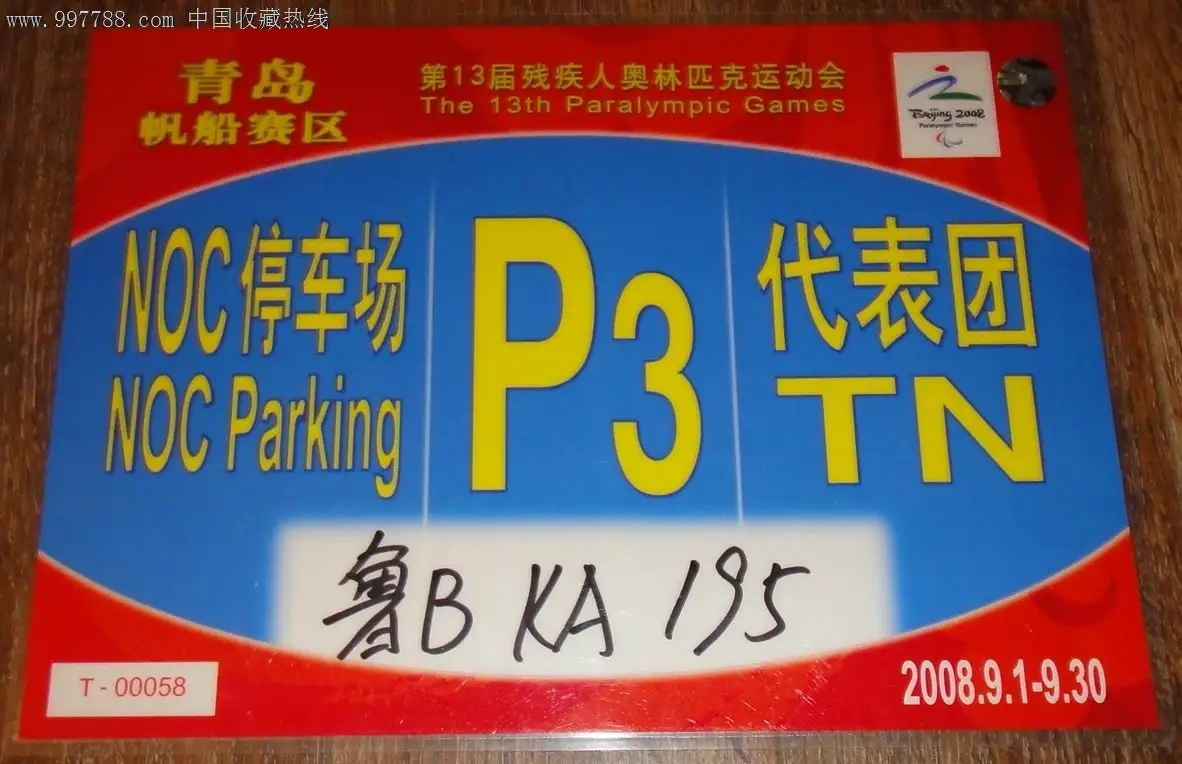 www.997788.com 中国收藏热线
青岛
帆船赛区
第13届残疾人奥林匹克运动会
The 13th Paralympic Games
Beijing 2008
Paralympic Games
NOC 停车场
NOC Parking
P3
代表团
TN
鲁B KA 195
T - 00058
2008.9.1-9.30